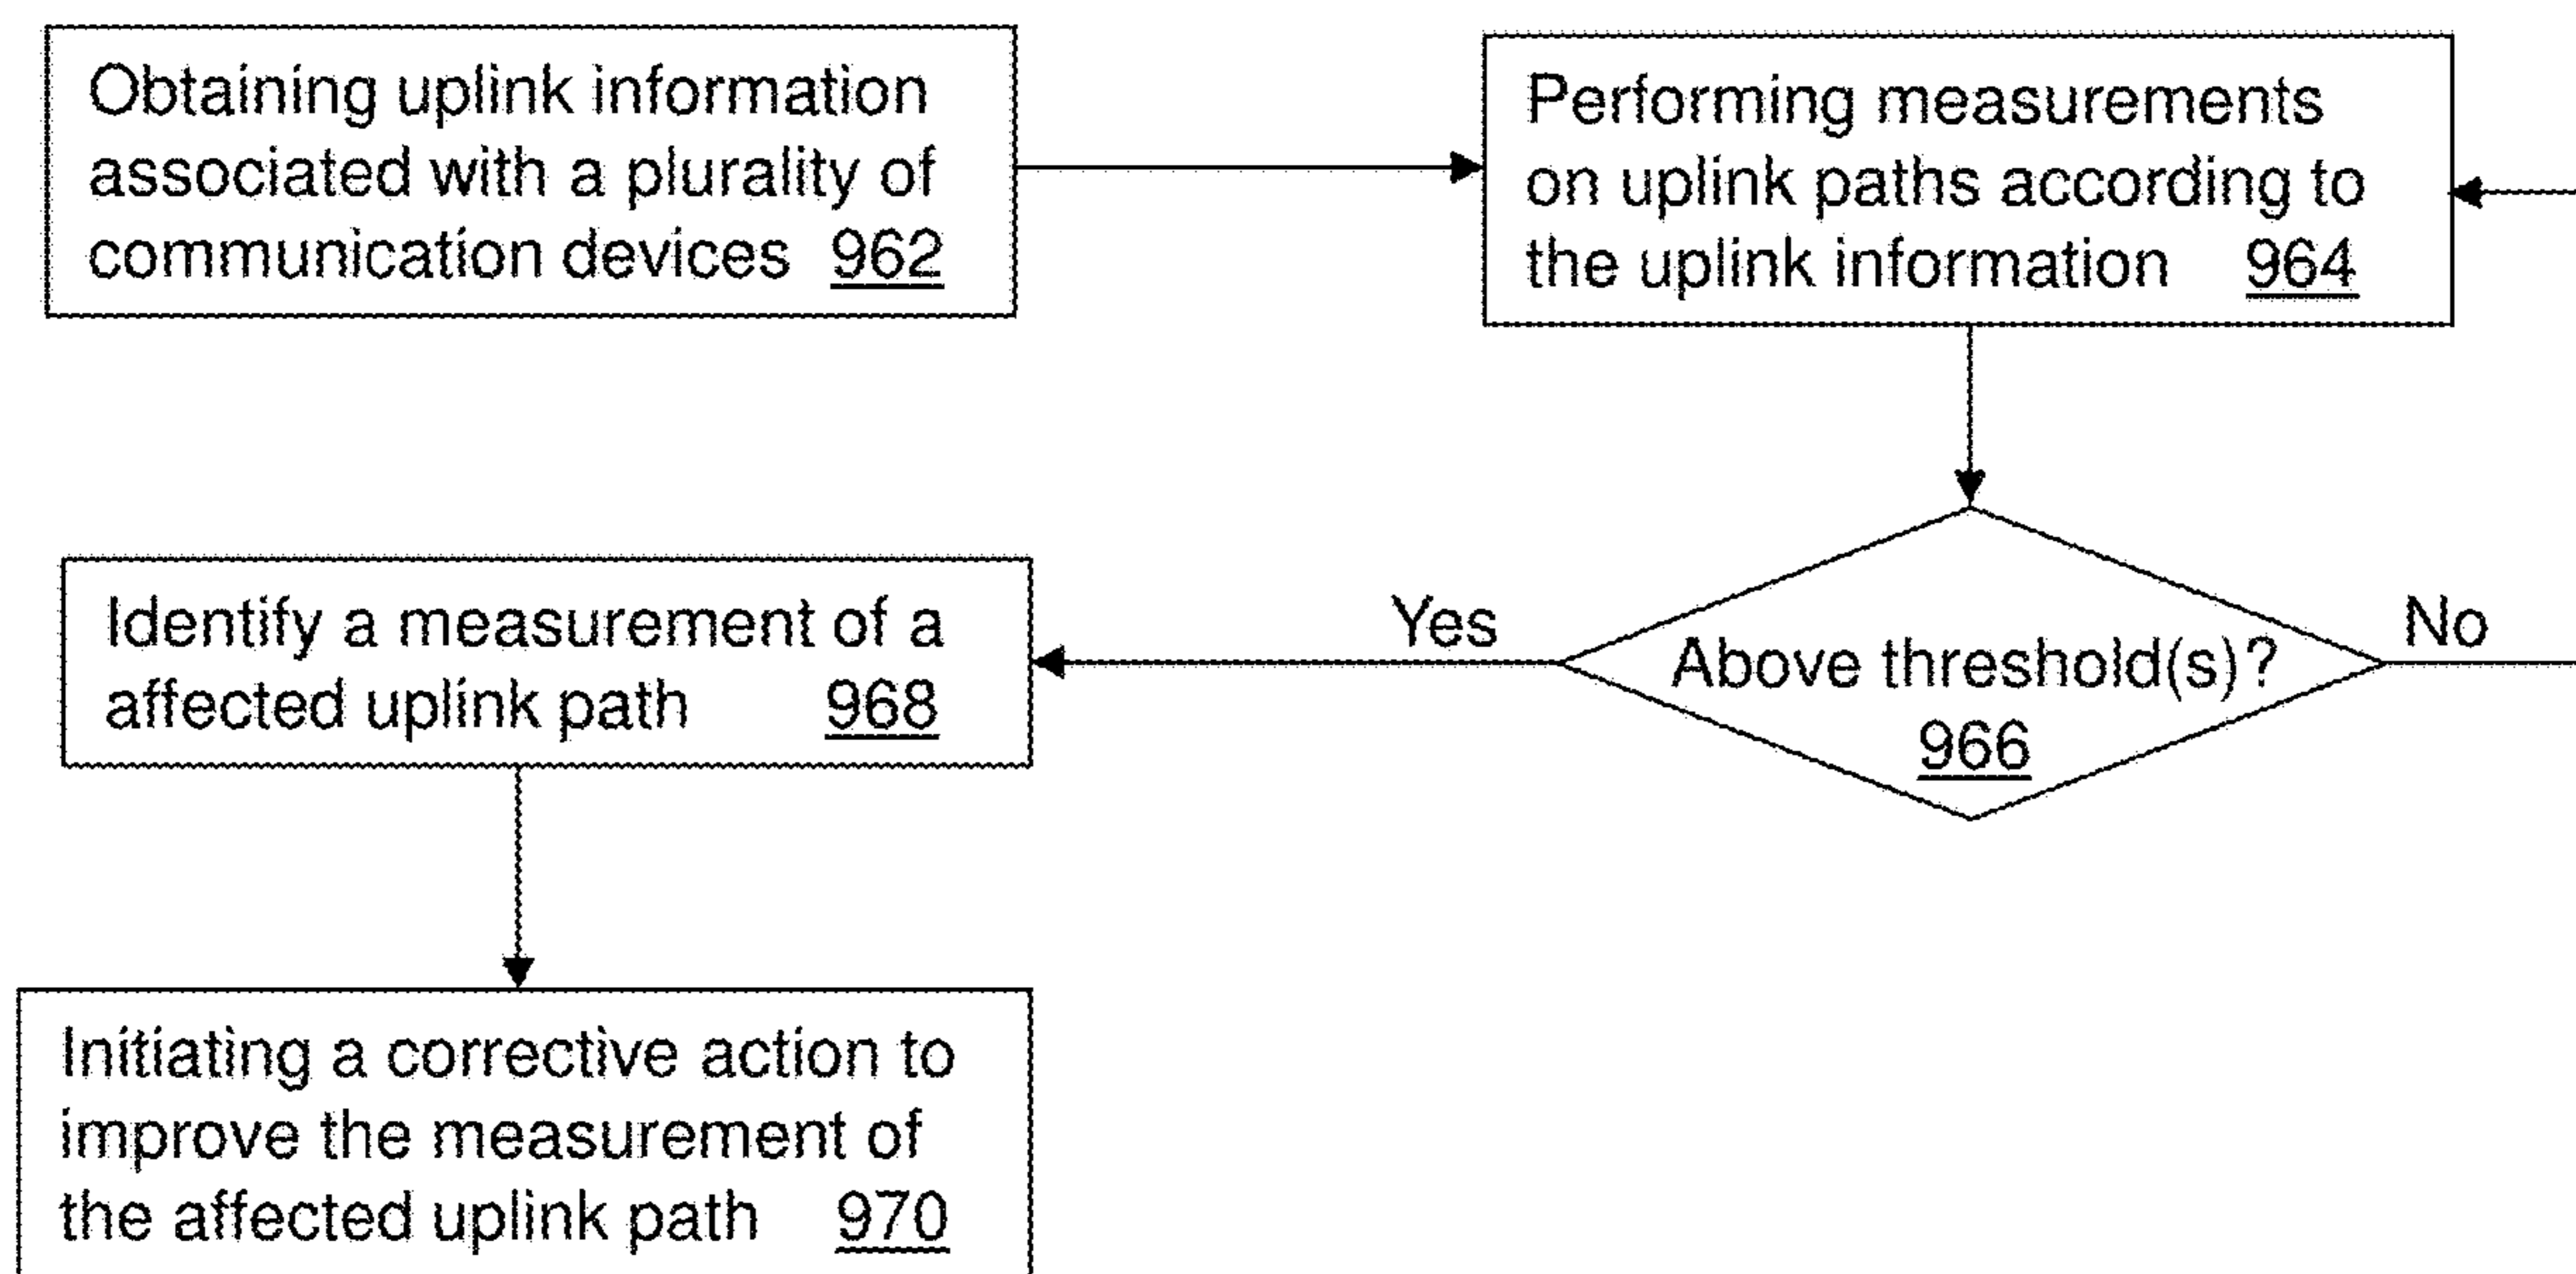 Obtaining uplink information
associated with a plurality of
communication devices 962
Performing measurements
on uplink paths according to
the uplink information 964
Above threshold(s)?
966
Yes
No
Identify a measurement of a
affected uplink path 968
Initiating a corrective action to
improve the measurement of
the affected uplink path 970